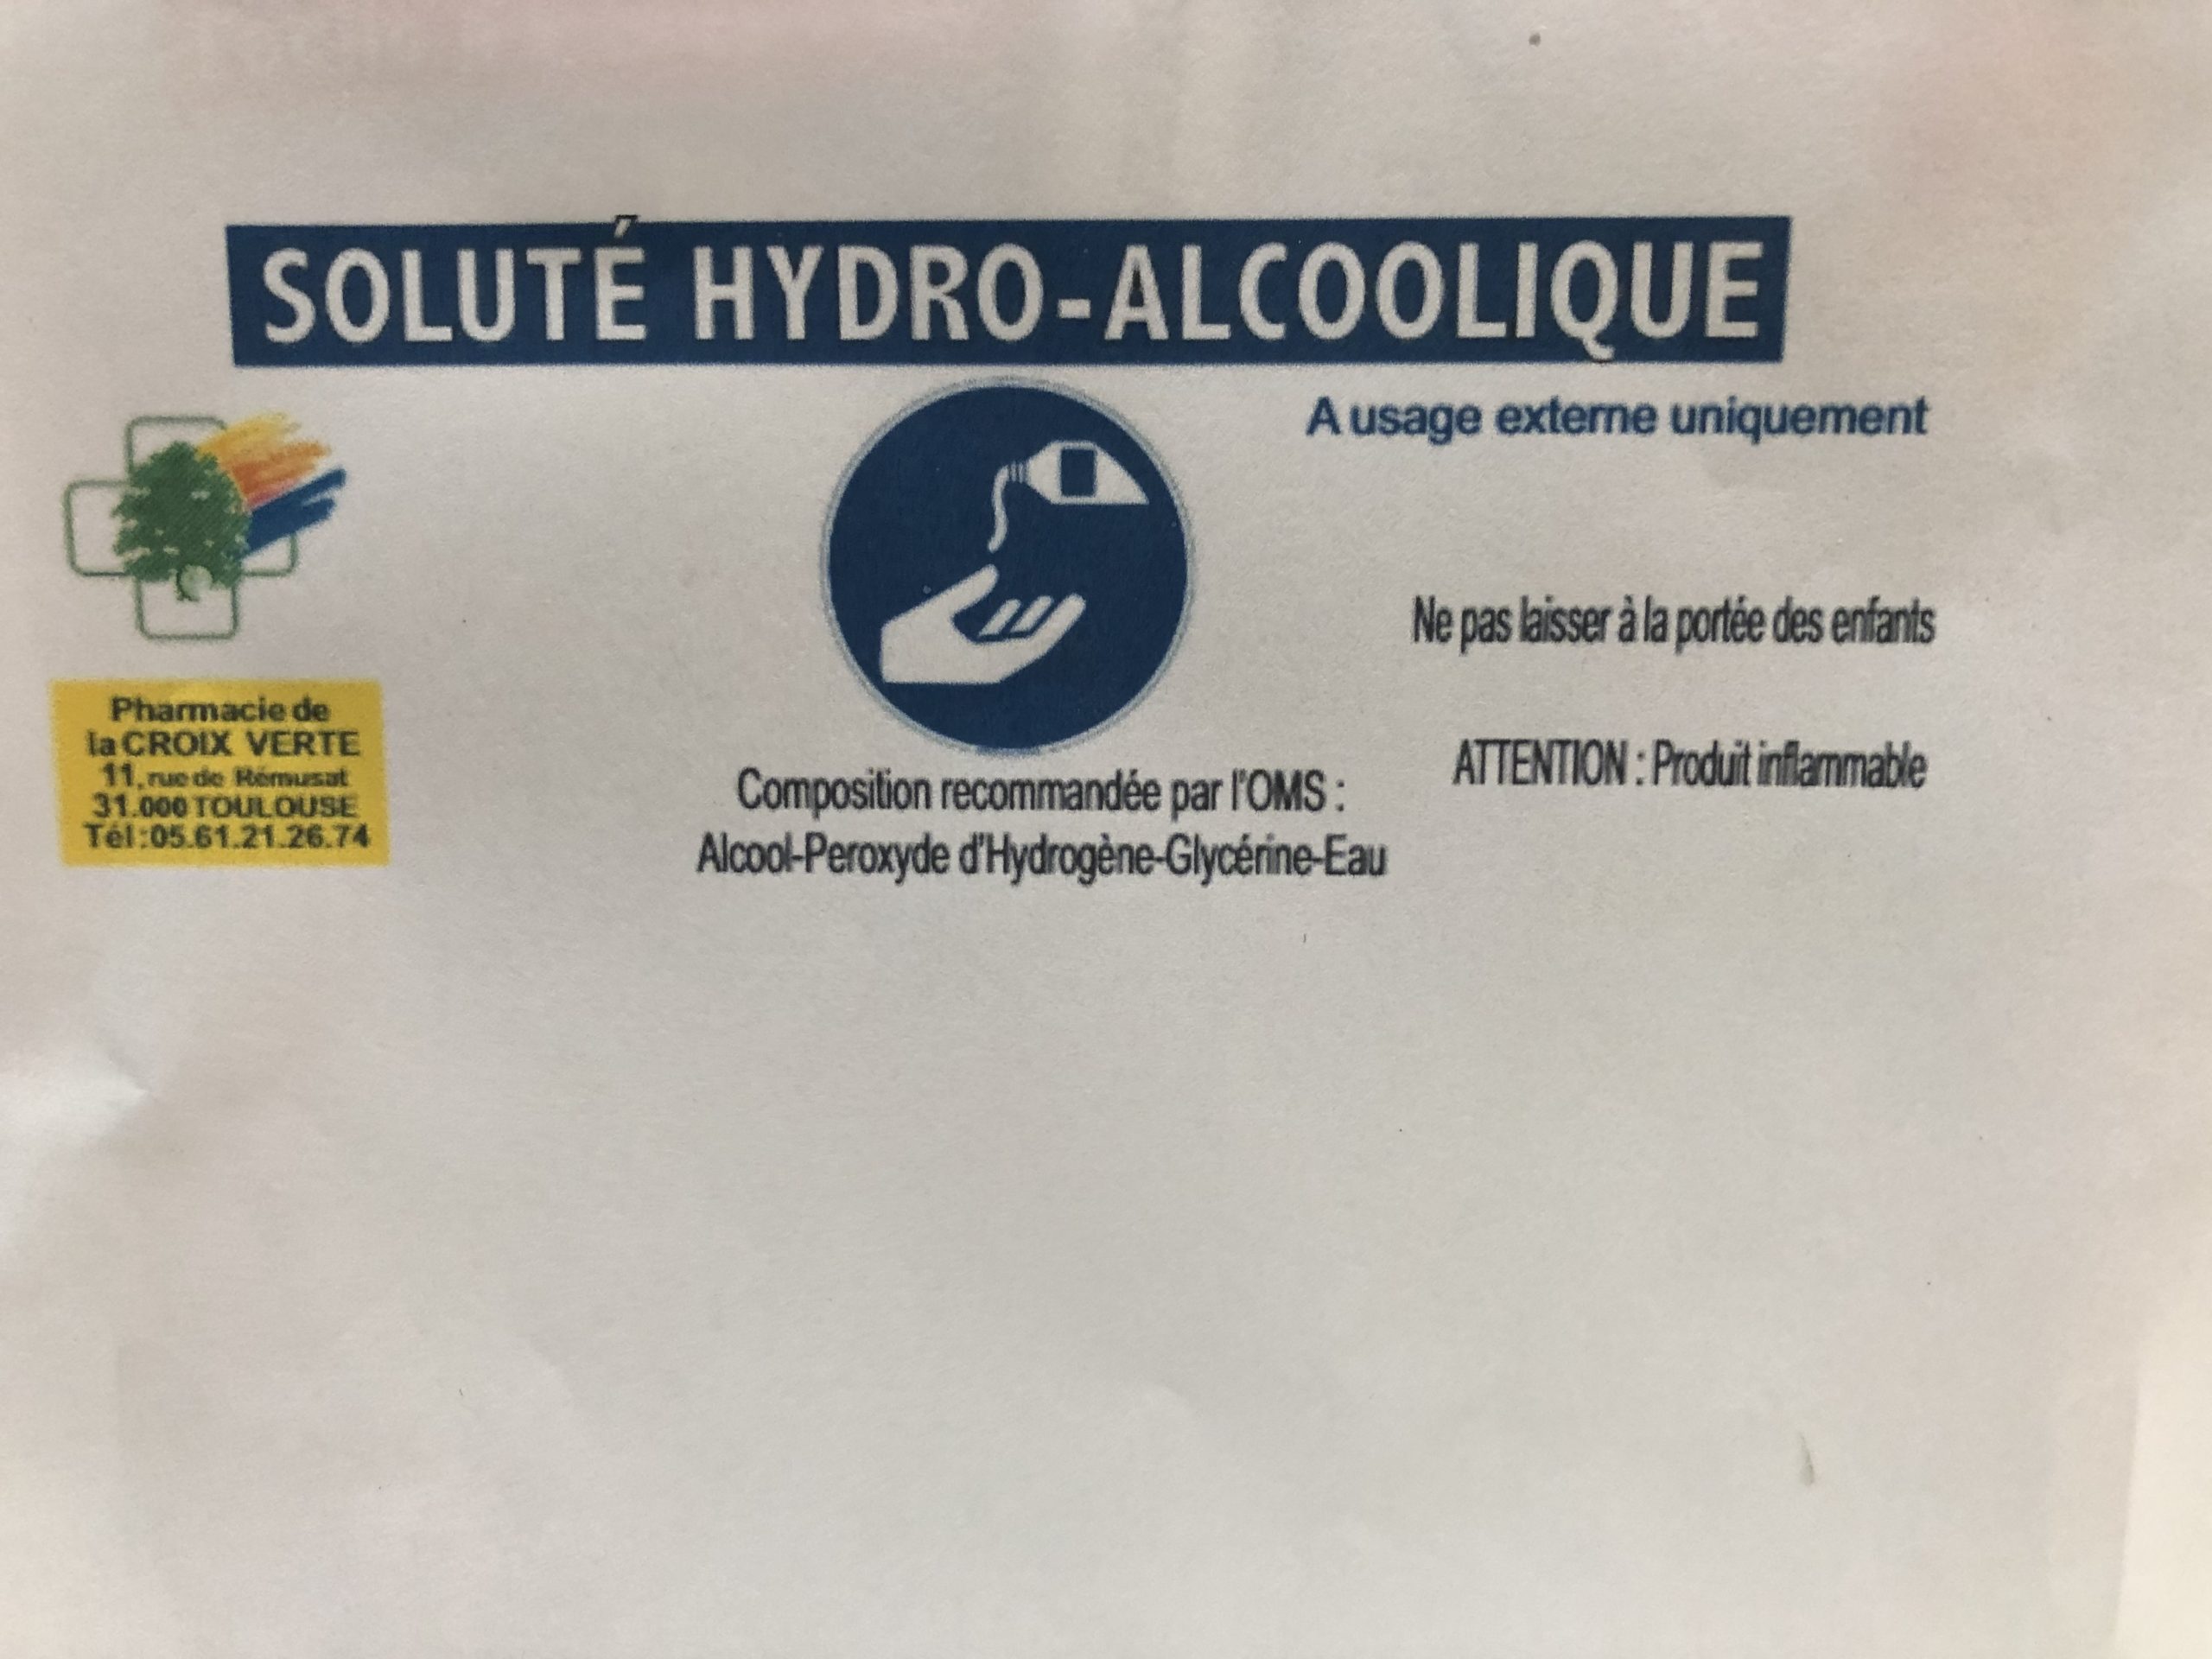 SOLUTÉ HYDRO-ALCOOLIQUE
A usage externe uniquement
Ne pas laisser à la portée des enfants
ATTENTION : Produit inflammable
Composition recommandée par l'OMS :
Alcool-Peroxyde d'Hydrogène-Glycérine-Eau
Pharmacie de
la CROIX VERTE
11, rue de Rémusat
31.000 TOULOUSE
Tél :05.61.21.26.74